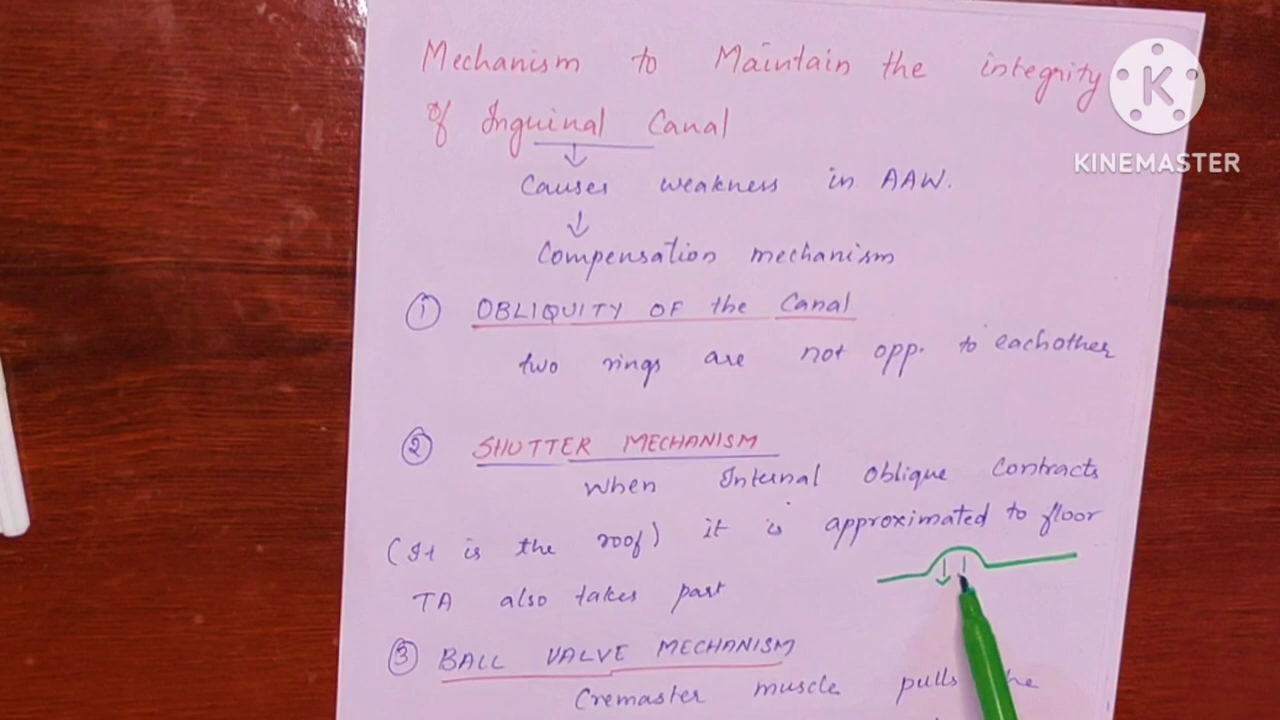 Mechanism to Maintain the integrity
of Inguinal Canal
Causes weakness in AAW.
Compensation mechanism
① OBLIQUITY OF the Canal
two rings are not opp. to eachother
② SHUTTER MECHANISM
When Internal oblique Contracts
(It is the roof) it is approximated to floor
TA also takes part
③ BALL VALVE MECHANISM
Cremaster muscle pulls the
K
KINEMASTER